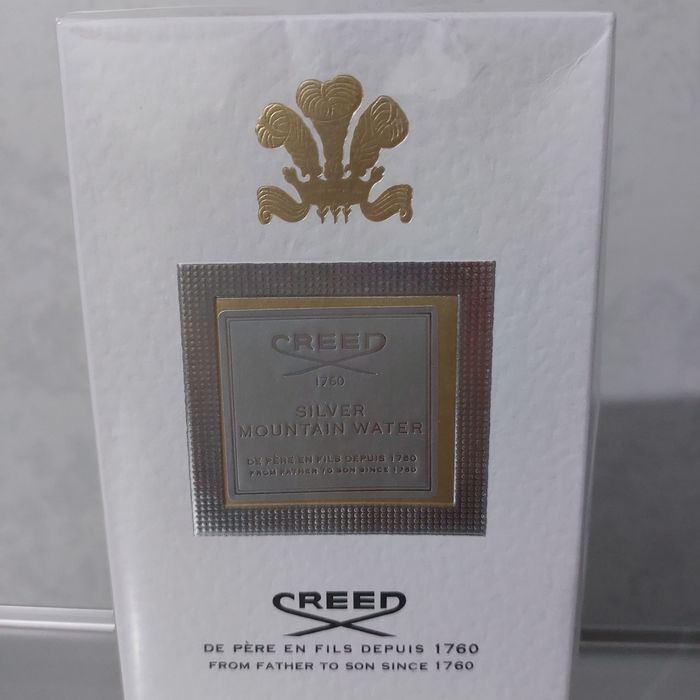 CREED
1760
SILVER
MOUNTAIN WATER
DE PÈRE EN FILS DEPUIS 1760
FROM FATHER TO SON SINCE 1760
CREED
DE PÈRE EN FILS DEPUIS 1760
FROM FATHER TO SON SINCE 1760